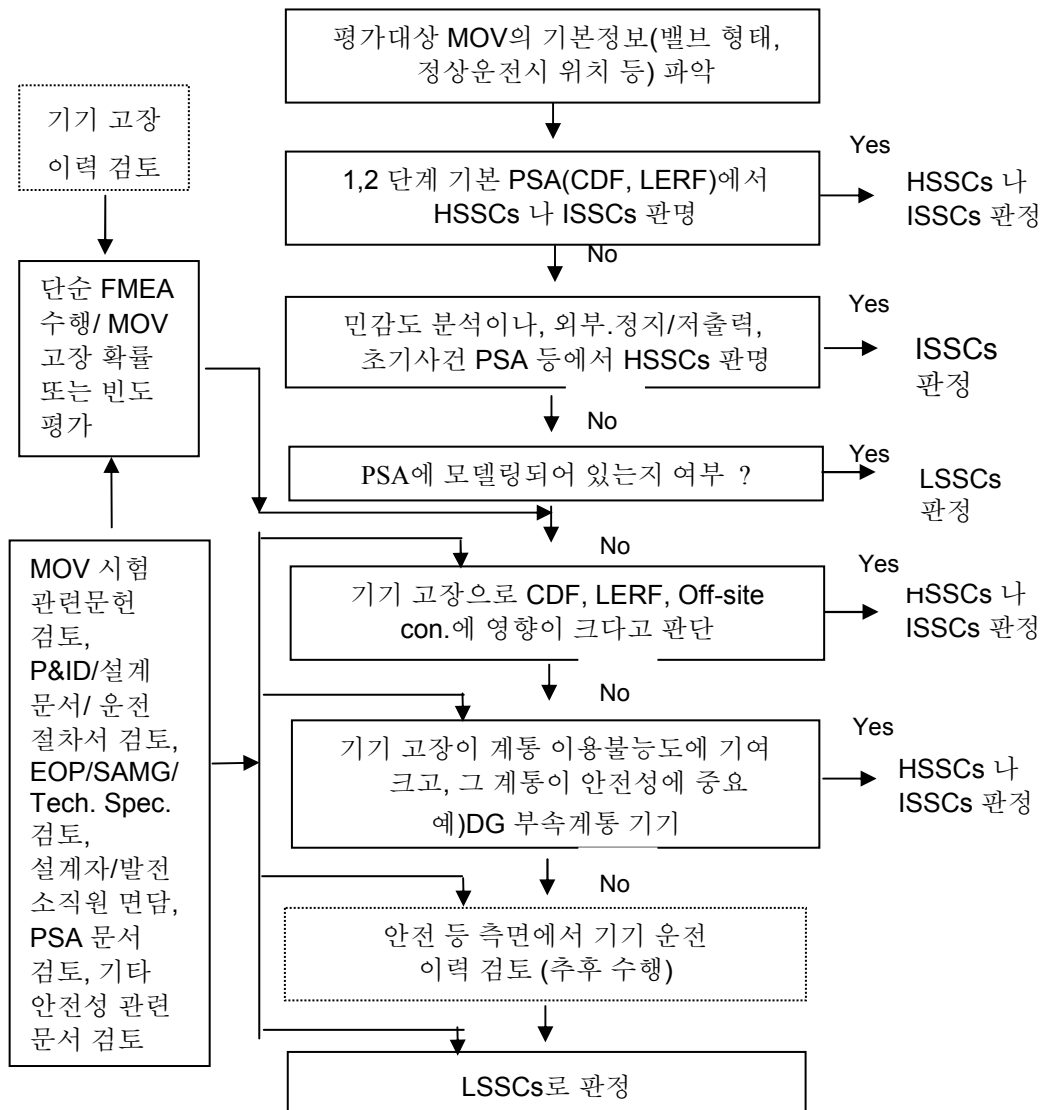 평가대상 MOV의 기본정보(밸브 형태,
정상운전시 위치 등) 파악
기기 고장
이력 검토
Yes
1,2 단계 기본 PSA(CDF, LERF)에서
HSSCs 나 ISSCs 판명
HSSCs 나
ISSCs 판정
No
단순 FMEA
수행/ MOV
고장 확률
또는 빈도
평가
Yes
민감도 분석이나, 외부.정지/저출력,
초기사건 PSA 등에서 HSSCs 판명
ISSCs
판정
No
Yes
PSA에 모델링되어 있는지 여부 ?
LSSCs
판정
No
MOV 시험
관련문헌
검토,
P&ID/설계
문서/ 운전
절차서 검토,
EOP/SAMG/
Tech. Spec.
검토,
설계자/발전
소직원 면담,
PSA 문서
검토, 기타
안전성 관련
문서 검토
Yes
기기 고장으로 CDF, LERF, Off-site
con.에 영향이 크다고 판단
HSSCs 나
ISSCs 판정
No
Yes
기기 고장이 계통 이용불능도에 기여
크고, 그 계통이 안전성에 중요
예)DG 부속계통 기기
HSSCs 나
ISSCs 판정
No
안전 등 측면에서 기기 운전
이력 검토 (추후 수행)
LSSCs로 판정